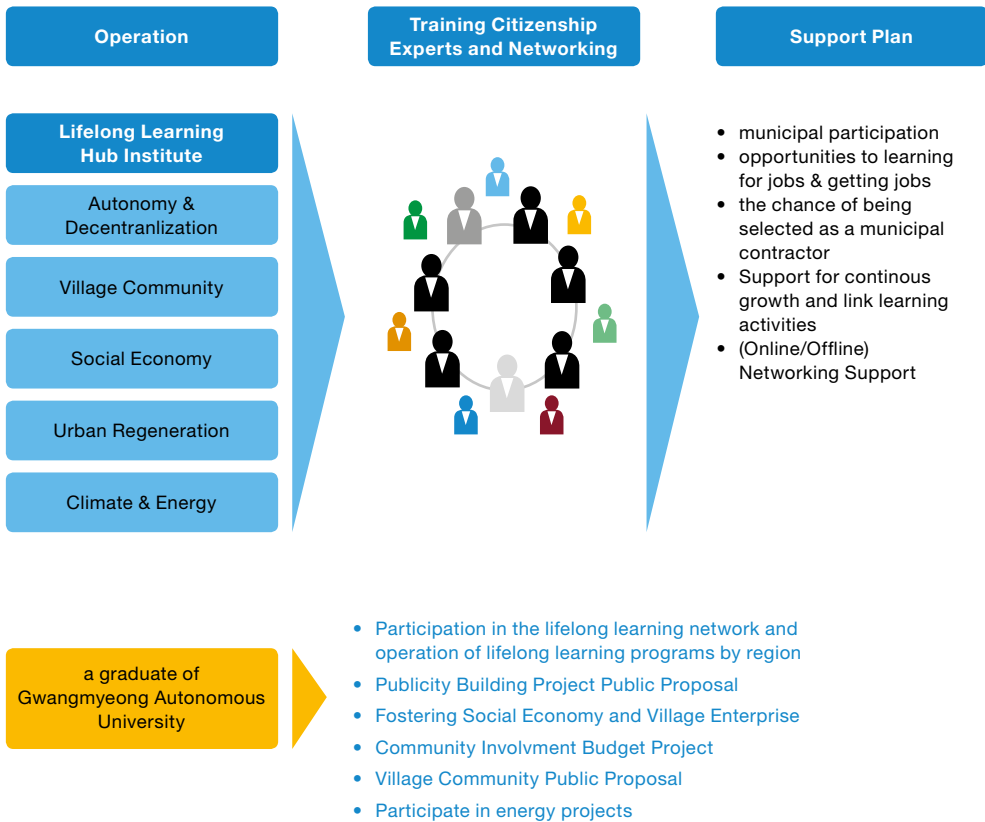 Operation
Training Citizenship
Experts and Networking
Support Plan
Lifelong Learning
Hub Institute
Autonomy &
Decentranlization
Village Community
Social Economy
Urban Regeneration
Climate & Energy
• municipal participation
• opportunities to learning
for jobs & getting jobs
• the chance of being
selected as a municipal
contractor
• Support for continous
growth and link learning
activities
• (Online/Offline)
Networking Support
a graduate of
Gwangmyeong Autonomous
University
• Participation in the lifelong learning network and
operation of lifelong learning programs by region
• Publicity Building Project Public Proposal
• Fostering Social Economy and Village Enterprise
• Community Involvment Budget Project
• Village Community Public Proposal
• Participate in energy projects